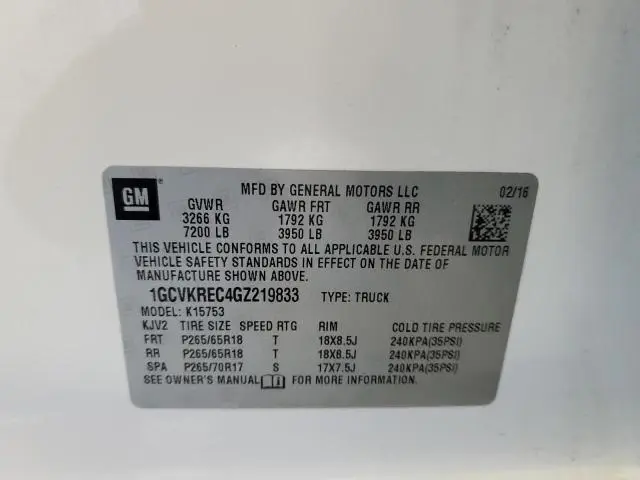 GM
MFD BY GENERAL MOTORS LLC 02/16
GVWR GAWR FRT GAWR RR
3266 KG 1792 KG 1792 KG
7200 LB 3950 LB 3950 LB
THIS VEHICLE CONFORMS TO ALL APPLICABLE U.S. FEDERAL MOTOR
VEHICLE SAFETY STANDARDS IN EFFECT ON THE DATE OF
MANUFACTURE SHOWN ABOVE.
1GCVKREC4GZ219833 TYPE: TRUCK
MODEL: K15753
KJV2 TIRE SIZE SPEED RTG RIM COLD TIRE PRESSURE
FRT P265/65R18 T 18X8.5J 240KPA(35PSI)
RR P265/65R18 T 18X8.5J 240KPA(35PSI)
SPA P265/70R17 S 17X7.5J 240KPA(35PSI)
SEE OWNER'S MANUAL FOR MORE INFORMATION.